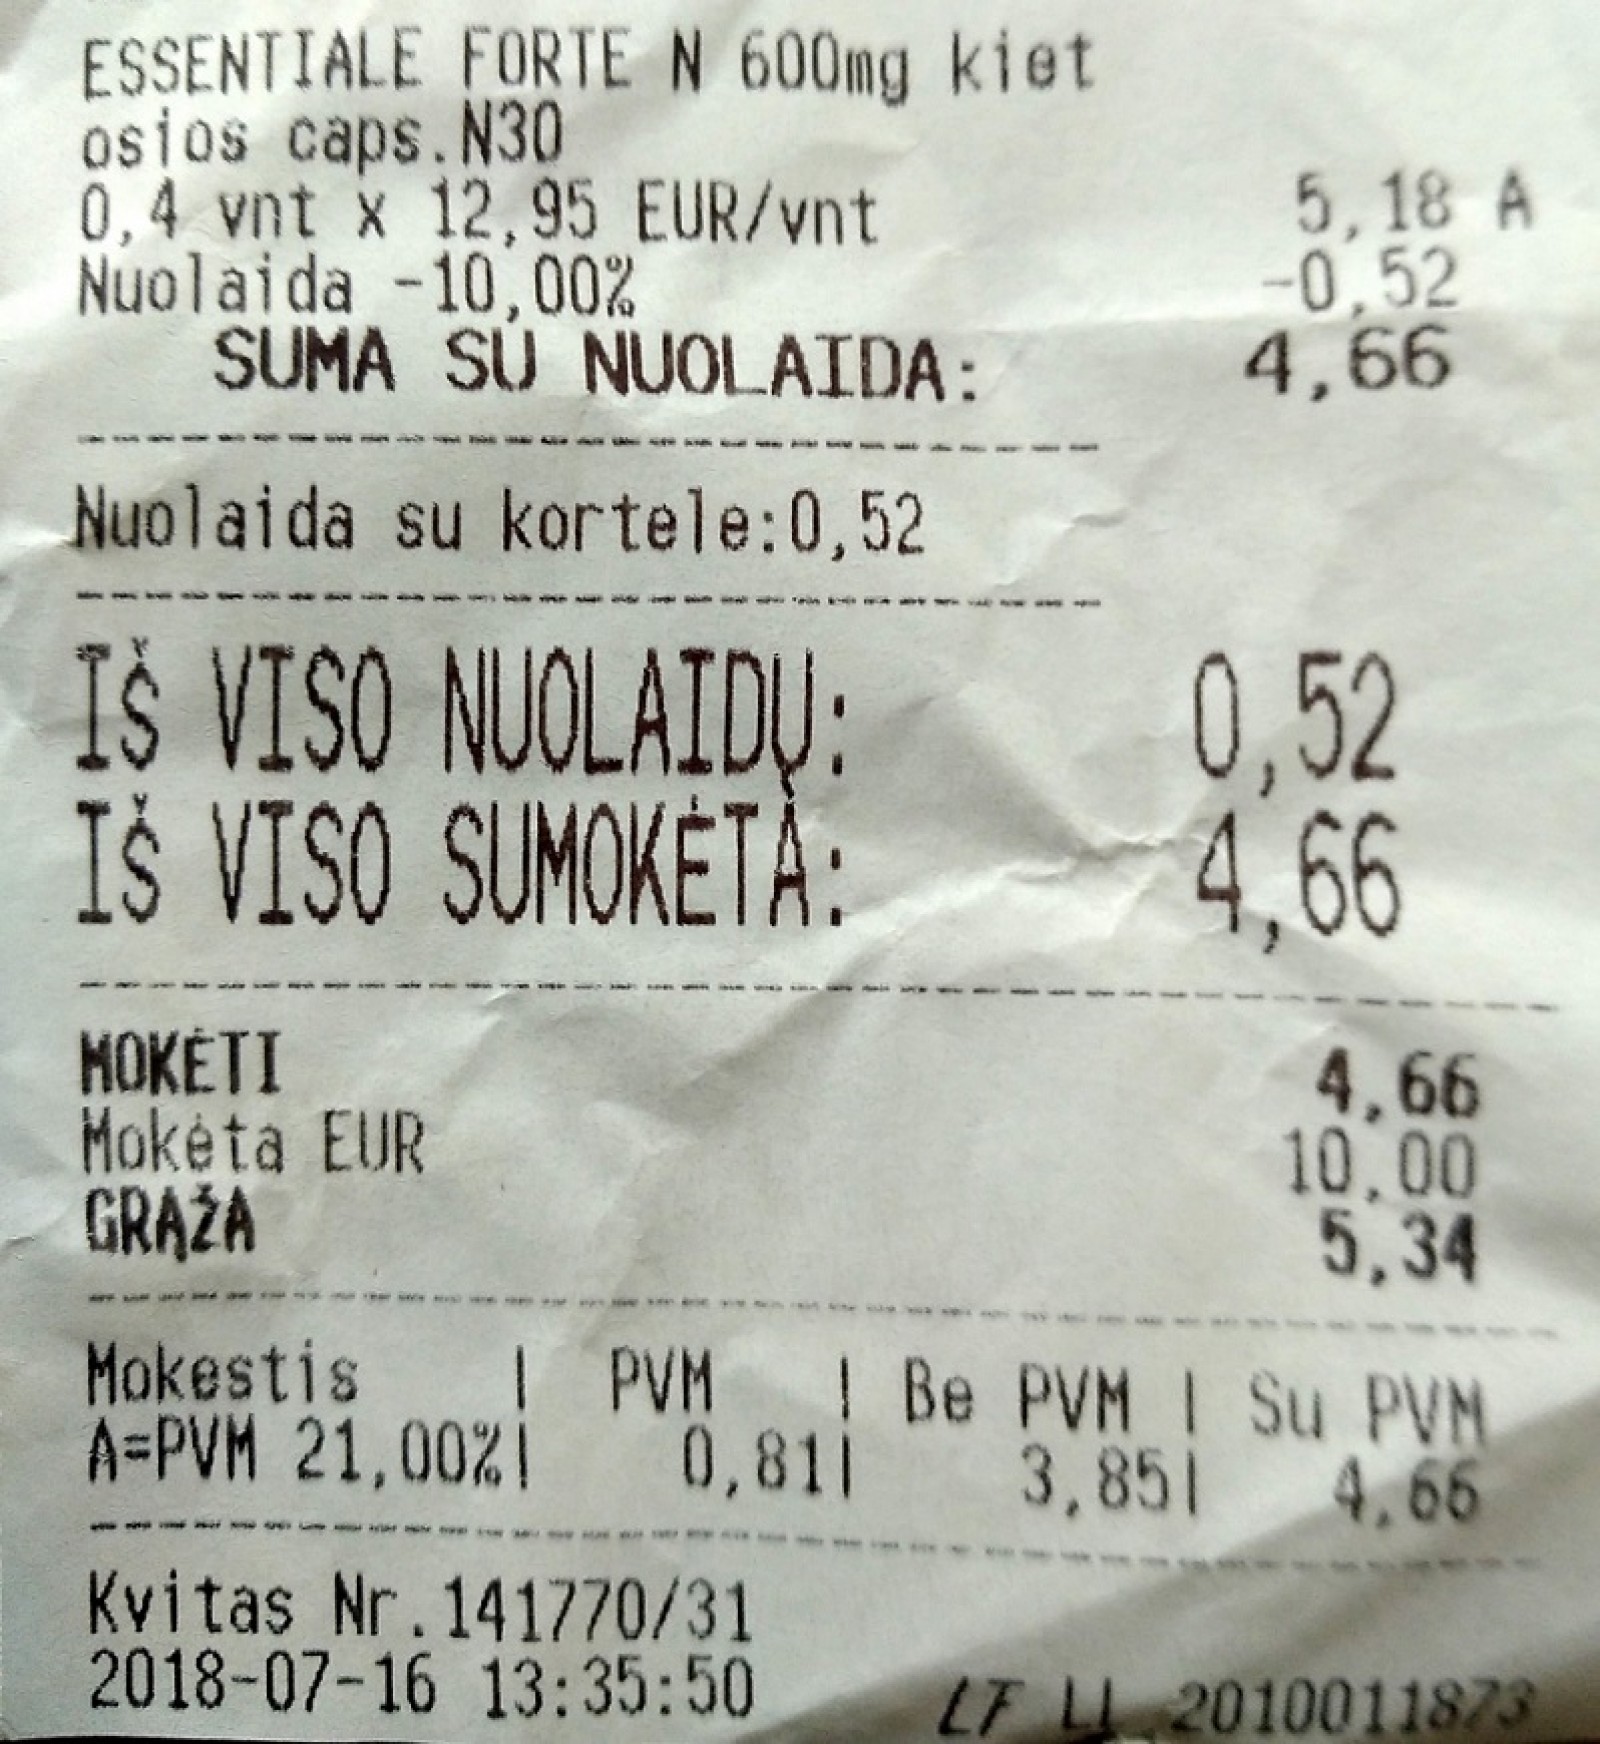 ESSENTIALE FORTE N 600mg kiet
osios caps.N30
0,4 vnt x 12,95 EUR/vnt 5,18 A
Nuolaida -10,00% -0,52
SUMA SU NUOLAIDA: 4,66
Nuolaida su kortele:0,52
IŠ VISO NUOLAIDŲ: 0,52
IŠ VISO SUMOKĖTA: 4,66
MOKĖTI 4,66
Mokėta EUR 10,00
GRĄŽA 5,34
Mokestis | PVM | Be PVM | Su PVM
A=PVM 21,00%| 0,81| 3,85| 4,66
Kvitas Nr.141770/31
2018-07-16 13:35:50 LF LL 2010011873